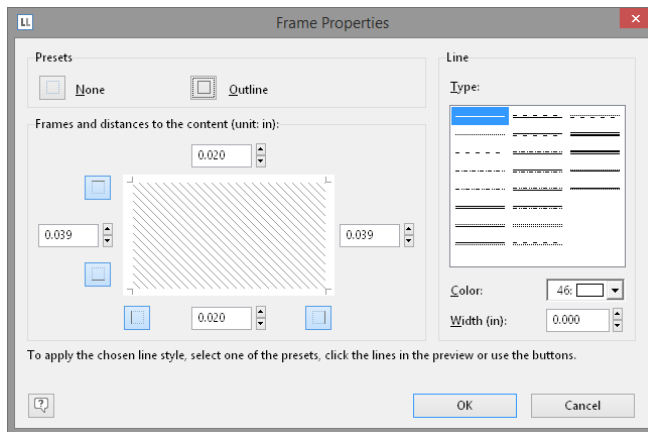 LL
Frame Properties
Presets
None
Outline
Frames and distances to the content (unit: in):
0.020
0.039
0.039
0.020
Line
Type:
Color:
46:
Width (in):
0.000
To apply the chosen line style, select one of the presets, click the lines in the preview or use the buttons.
?
OK
Cancel